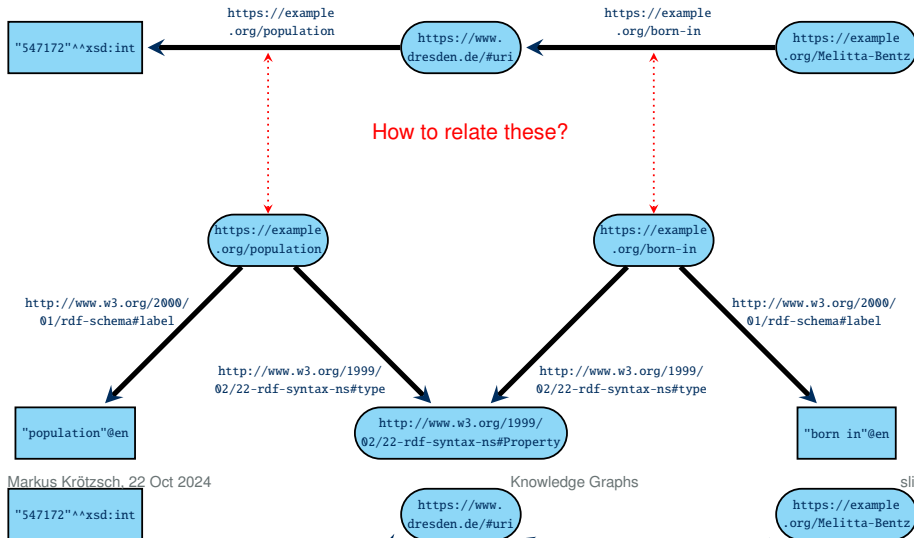 https://example
.org/population
https://example
.org/born-in
"547172"^^xsd:int
https://www.
dresden.de/#uri
https://example
.org/Melitta-Bentz
How to relate these?
https://example
.org/population
https://example
.org/born-in
http://www.w3.org/2000/
01/rdf-schema#label
http://www.w3.org/2000/
01/rdf-schema#label
http://www.w3.org/1999/
02/22-rdf-syntax-ns#type
http://www.w3.org/1999/
02/22-rdf-syntax-ns#type
"population"@en
http://www.w3.org/1999/
02/22-rdf-syntax-ns#Property
"born in"@en
Markus Krötzsch, 22 Oct 2024
Knowledge Graphs
sli
"547172"^^xsd:int
https://www.
dresden.de/#uri
https://example
.org/Melitta-Bentz